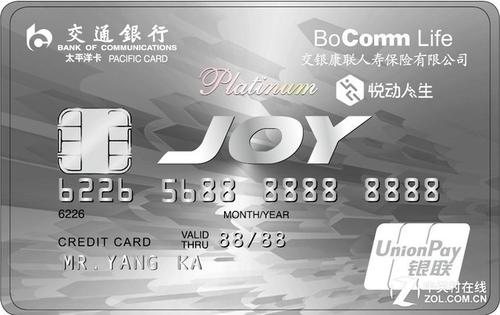 交通銀行
BANK OF COMMUNICATIONS
太平洋卡 PACIFIC CARD
BoComm Life
交银康联人寿保险有限公司
Platinum
悦动人生
JOY
6226 5688 8888 8888
6226
MONTH/YEAR
CREDIT CARD VALID THRU 88/88
MR.YANG KA
UnionPay
银联
中关村在线
ZOL.COM.CN